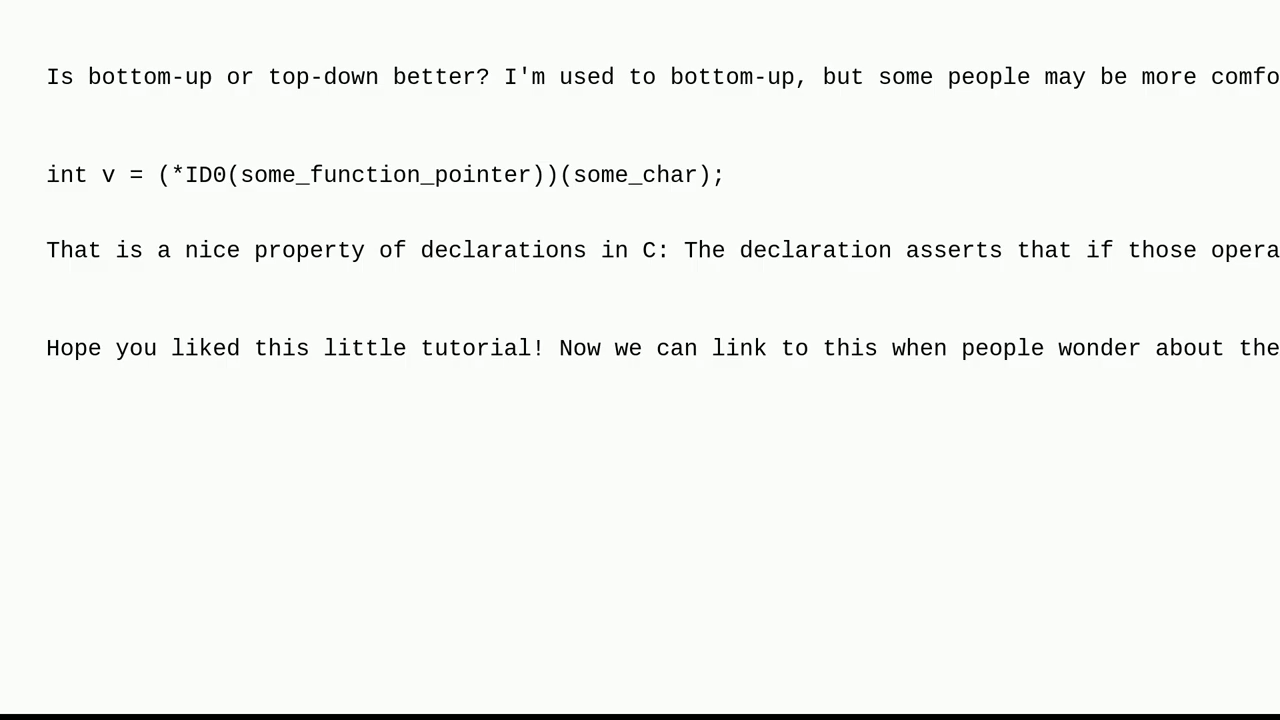 Is bottom-up or top-down better? I'm used to bottom-up, but some people may be more
int v = (*ID0(some_function_pointer))(some_char);
That is a nice property of declarations in C: The declaration asserts that if those
Hope you liked this little tutorial! Now we can link to this when people wonder about the